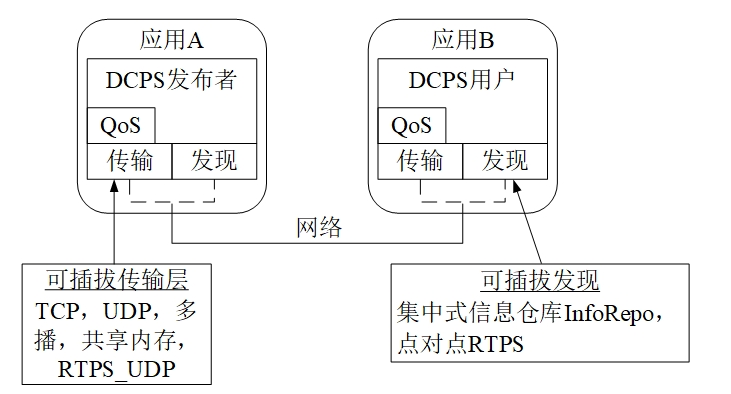 应用A
应用B
DCPS发布者
DCPS用户
QoS
QoS
传输
发现
传输
发现
网络
可插拔传输层
TCP，UDP，多
播，共享内存，
RTPS_UDP
可插拔发现
集中式信息仓库InfoRepo，
点对点RTPS